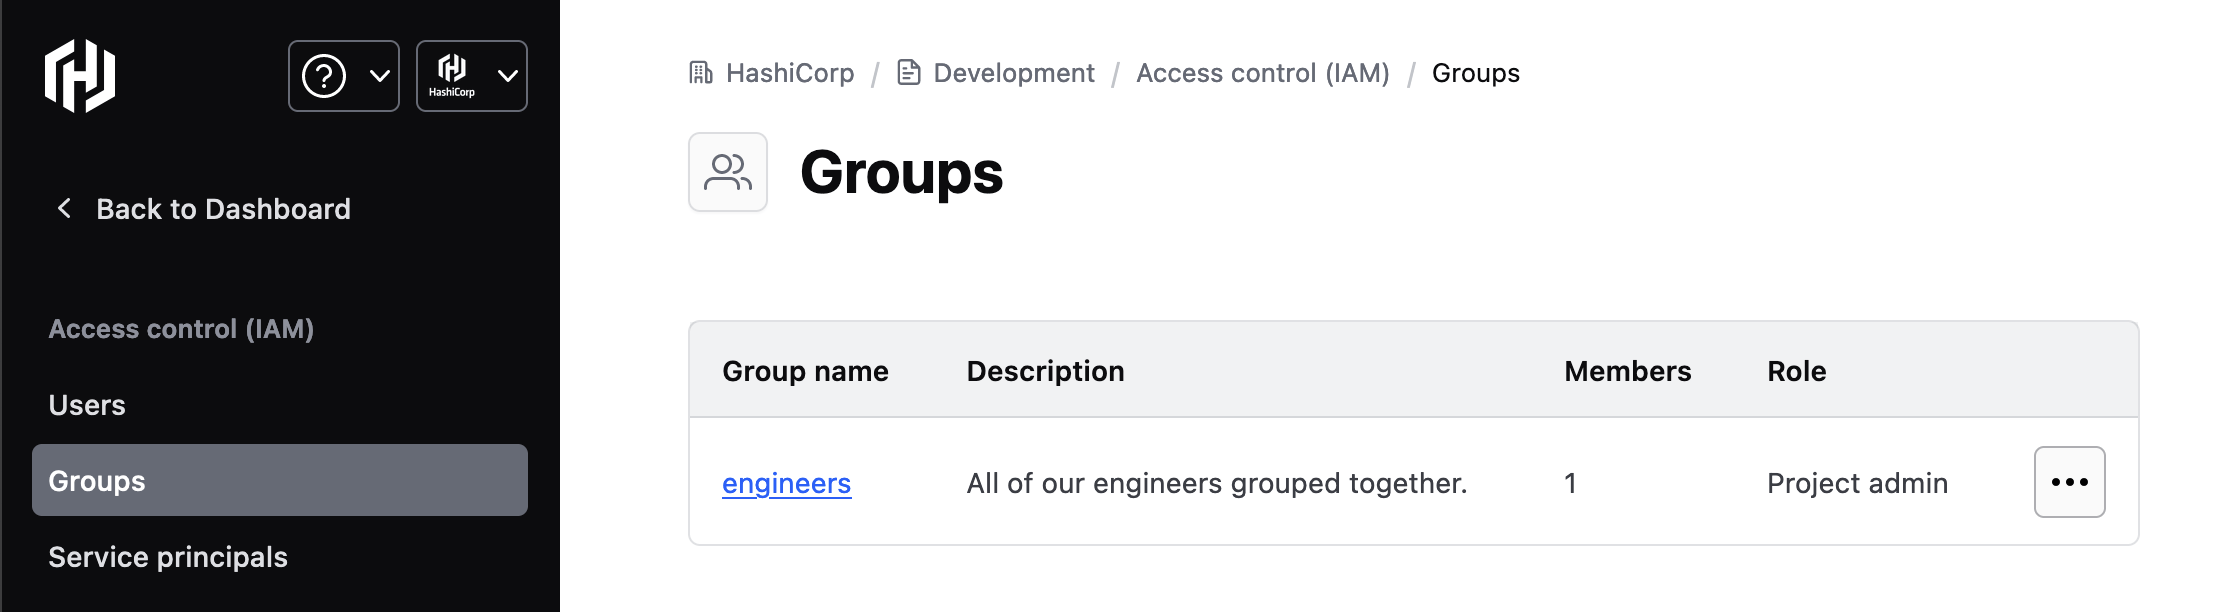 HashiCorp
Back to Dashboard
Access control (IAM)
Users
Groups
Service principals
HashiCorp / Development / Access control (IAM) / Groups
Groups
Group name Description Members Role
engineers All of our engineers grouped together. 1 Project admin